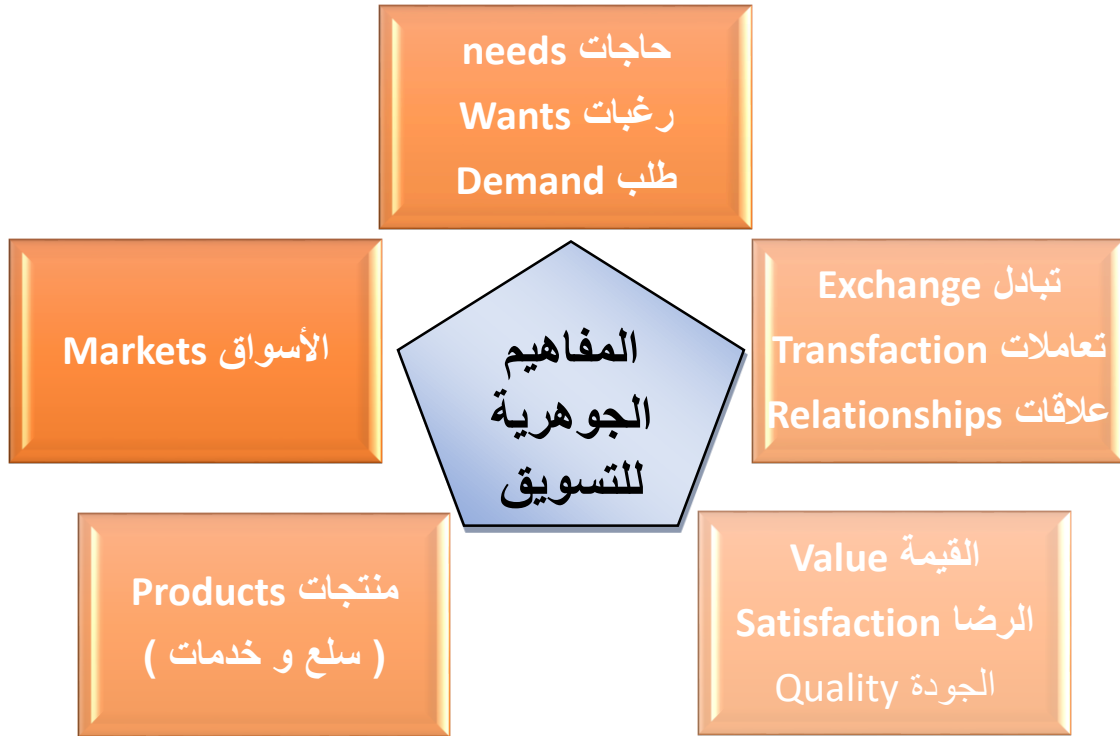 حاجات needs
رغبات Wants
طلب Demand
تبادل Exchange
تعاملات Transfaction
علاقات Relationships
الأسواق Markets
المفاهيم
الجوهرية
للتسويق
القيمة Value
الرضا Satisfaction
الجودة Quality
منتجات Products
( سلع و خدمات )